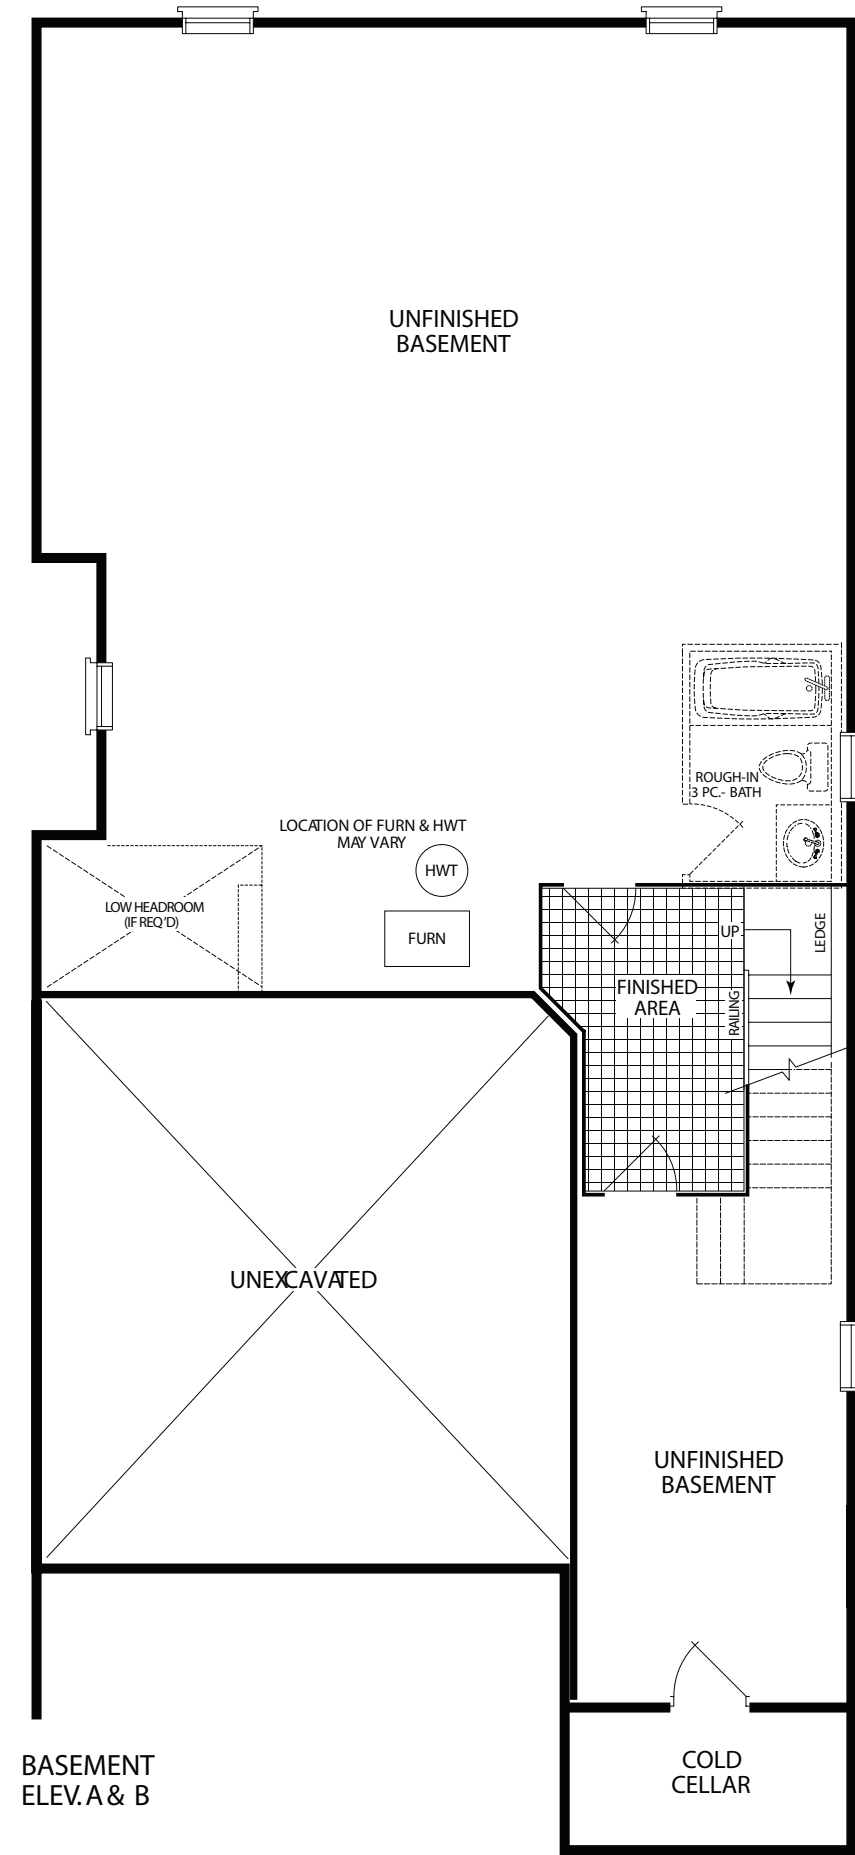 UNFINISHED
BASEMENT
ROUGH-IN
3 PC.- BATH
LOCATION OF FURN & HWT
MAY VARY
HWT
LOW HEADROOM
(IF REQ'D)
FURN
UP
LEDGE
FINISHED
AREA
RAILING
UNEXCAVATED
UNFINISHED
BASEMENT
COLD
CELLAR
BASEMENT
ELEV. A & B